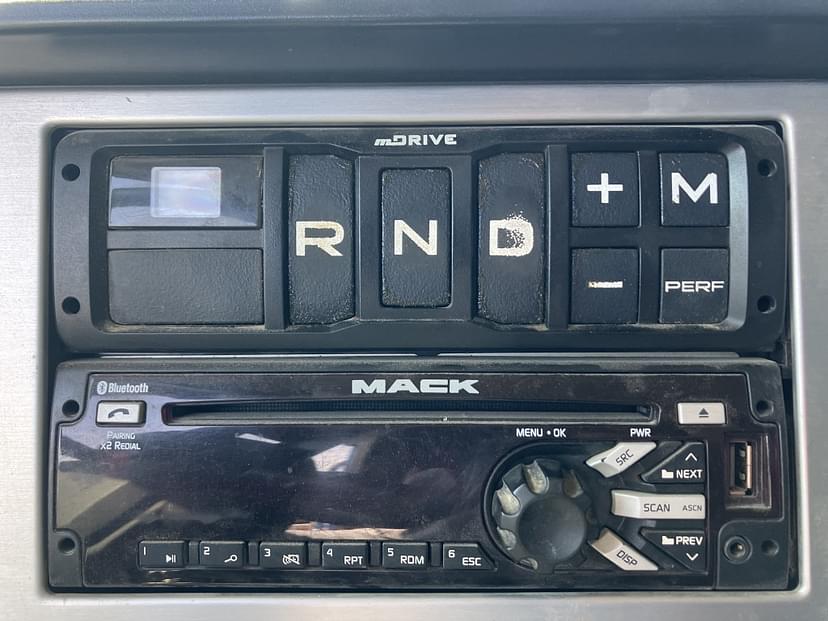 mDRIVE
R N D + M
− PERF
MACK
Bluetooth
PAIRING
X2 REDIAL
MENU • OK
PWR
SRC
NEXT
SCAN ASCN
PREV
DISP
1
2
3
4 RPT
5 RDM
6 ESC